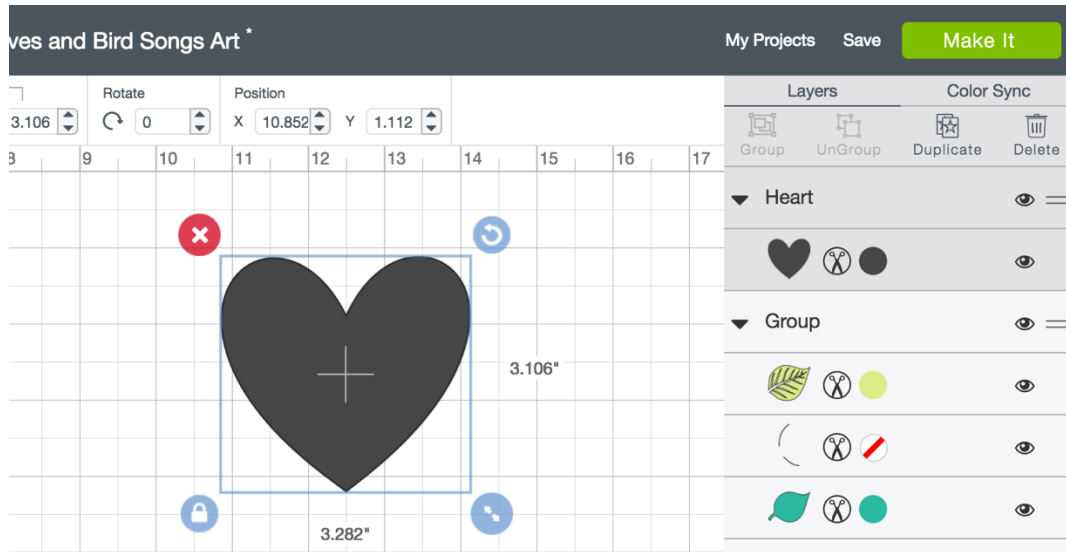 ves and Bird Songs Art *
My Projects Save Make It
Rotate Position
3.106 0 X 10.852 Y 1.112
Layers Color Sync
Group UnGroup Duplicate Delete
8 9 10 11 12 13 14 15 16 17
Heart
Group
3.106"
3.282"